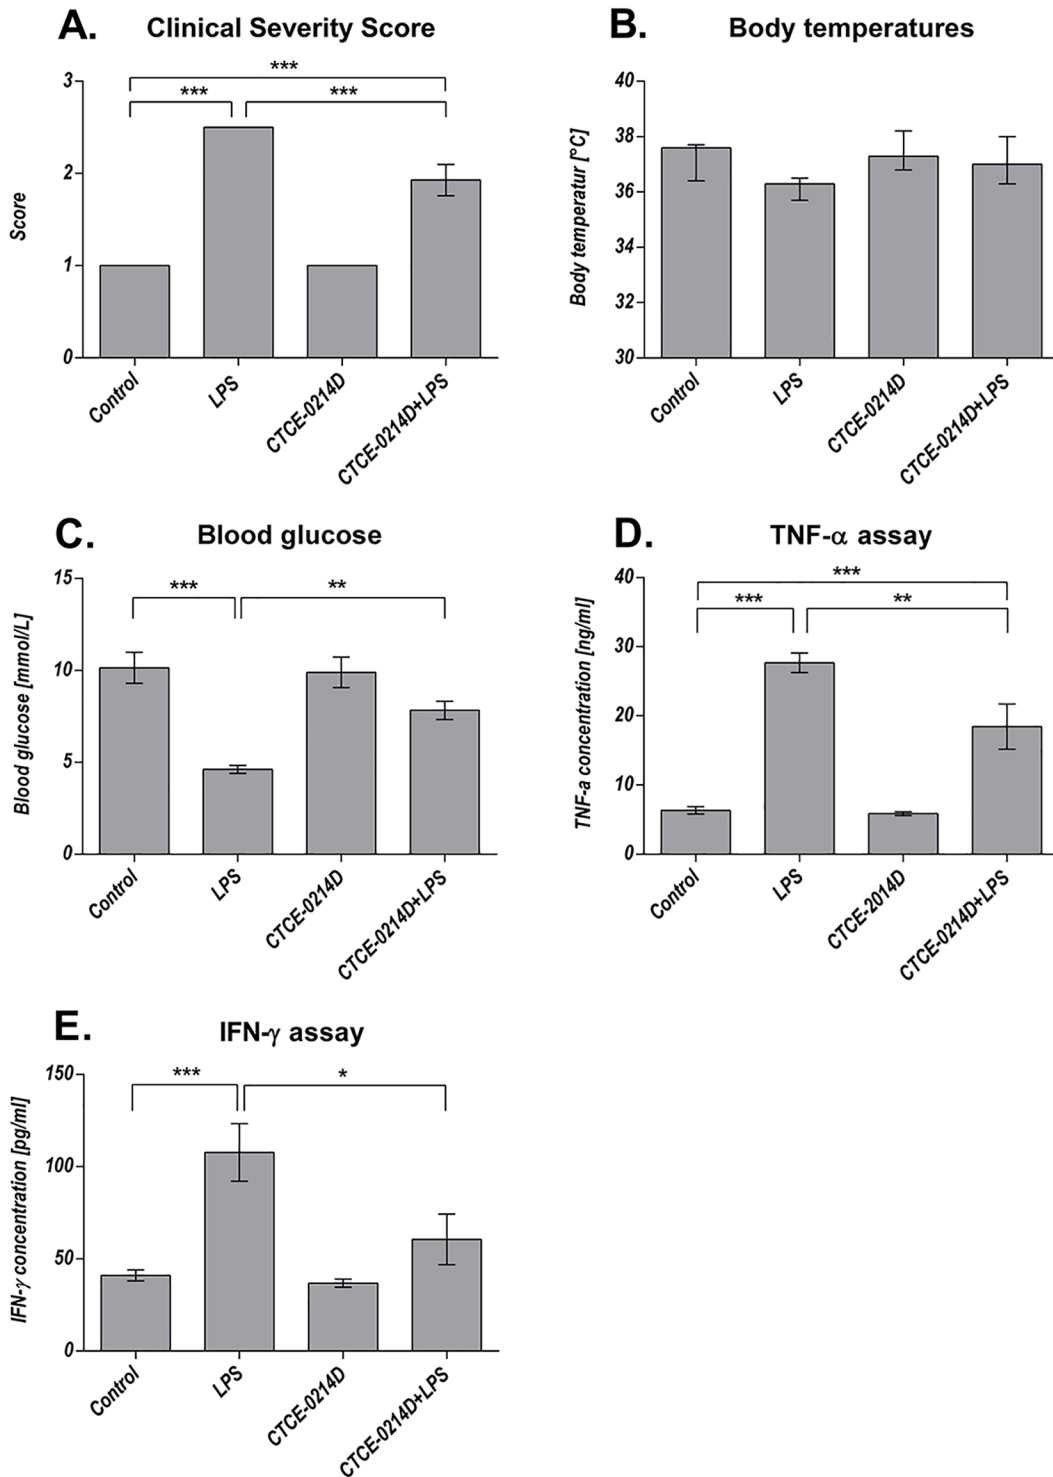 A. Clinical Severity Score
***
*** ***
3
2
1
0
Score
Control LPS CTCE-0214D CTCE-0214D+LPS
B. Body temperatures
40
38
36
34
32
30
Body temperatur [°C]
Control LPS CTCE-0214D CTCE-0214D+LPS
C. Blood glucose
*** **
15
10
5
0
Blood glucose [mmol/L]
Control LPS CTCE-0214D CTCE-0214D+LPS
D. TNF-α assay
***
*** **
40
30
20
10
0
TNF-a concentration [ng/ml]
Control LPS CTCE-2014D CTCE-0214D+LPS
E. IFN-γ assay
*** *
150
100
50
0
IFN-γ concentration [pg/ml]
Control LPS CTCE-0214D CTCE-0214D+LPS